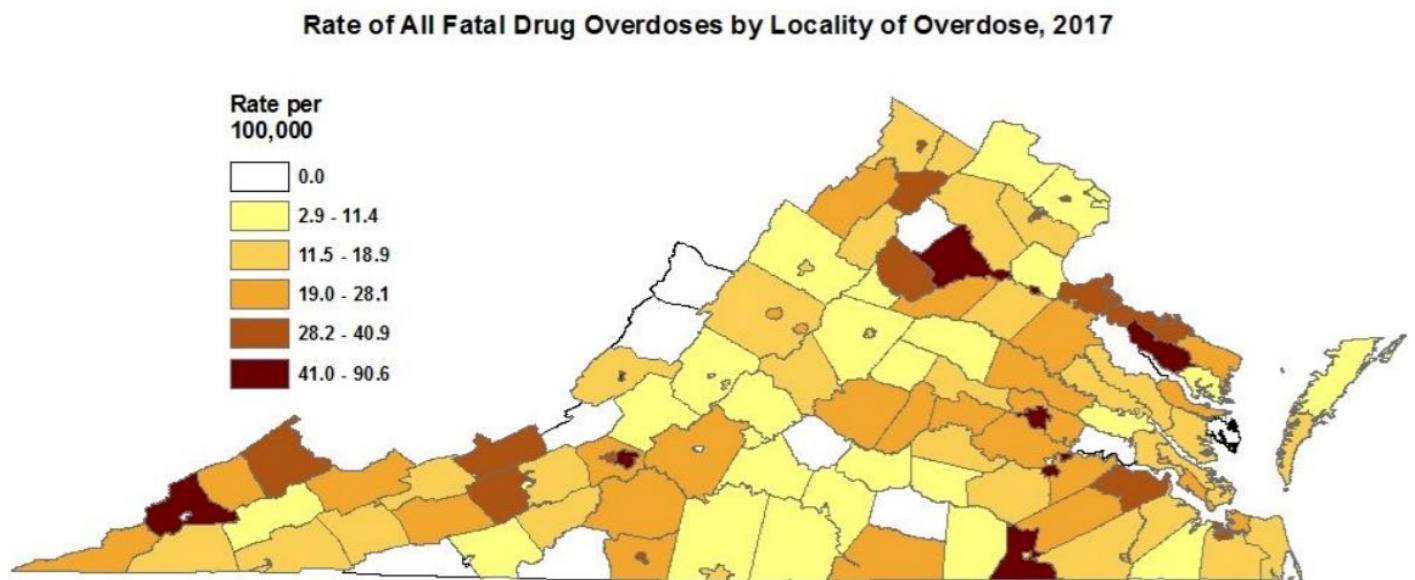 Rate of All Fatal Drug Overdoses by Locality of Overdose, 2017
Rate per
100,000
0.0
2.9 - 11.4
11.5 - 18.9
19.0 - 28.1
28.2 - 40.9
41.0 - 90.6